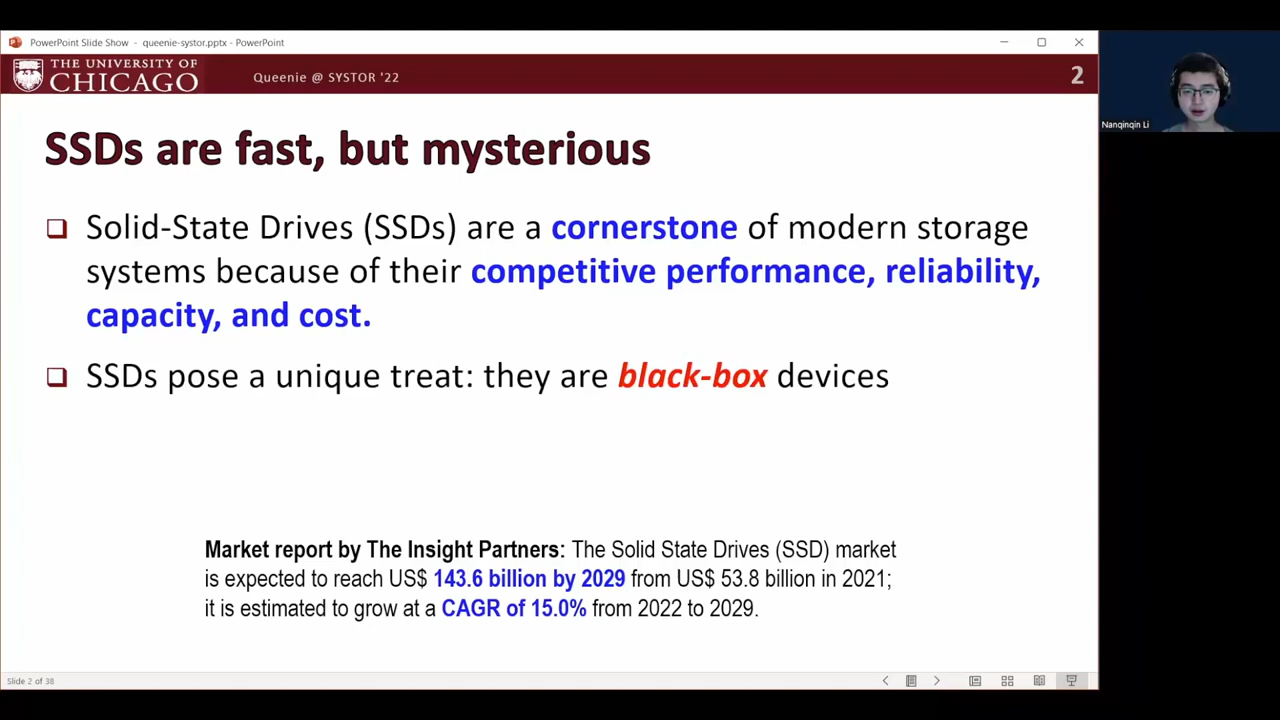 PowerPoint Slide Show - queenie-systor.pptx - PowerPoint
THE UNIVERSITY OF
CHICAGO
Queenie @ SYSTOR '22
2
Nanqinqin Li
SSDs are fast, but mysterious
Solid-State Drives (SSDs) are a cornerstone of modern storage
systems because of their competitive performance, reliability,
capacity, and cost.
SSDs pose a unique treat: they are black-box devices
Market report by The Insight Partners: The Solid State Drives (SSD) market
is expected to reach US$ 143.6 billion by 2029 from US$ 53.8 billion in 2021;
it is estimated to grow at a CAGR of 15.0% from 2022 to 2029.
Slide 2 of 38